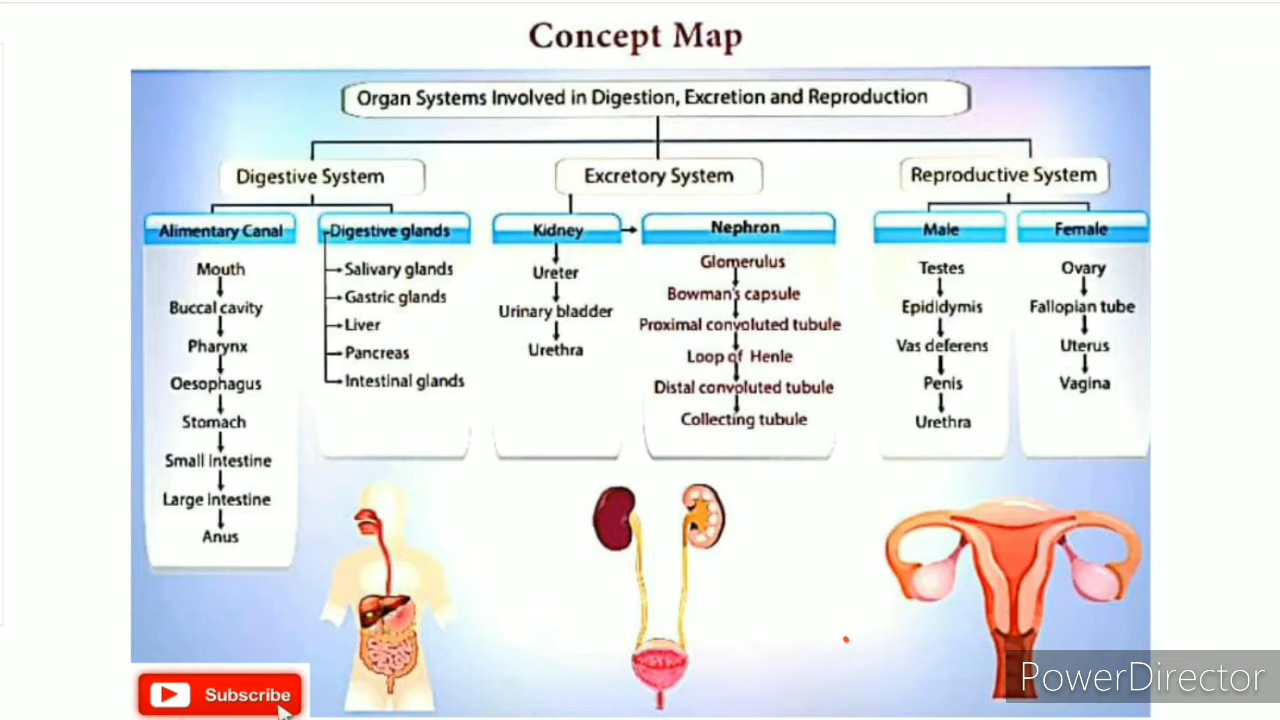 Concept Map
Organ Systems Involved in Digestion, Excretion and Reproduction
Digestive System
Excretory System
Reproductive System
Alimentary Canal
Mouth
Buccal cavity
Pharynx
Oesophagus
Stomach
Small intestine
Large intestine
Anus
Digestive glands
Salivary glands
Gastric glands
Liver
Pancreas
Intestinal glands
Kidney
Ureter
Urinary bladder
Urethra
Nephron
Glomerulus
Bowman's capsule
Proximal convoluted tubule
Loop of Henle
Distal convoluted tubule
Collecting tubule
Male
Testes
Epididymis
Vas deferens
Penis
Urethra
Female
Ovary
Fallopian tube
Uterus
Vagina
Subscribe
PowerDirector